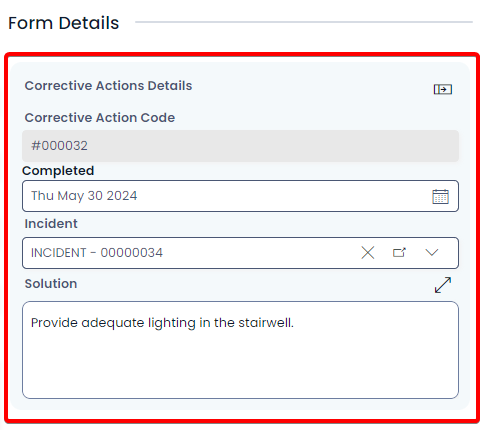 Form Details
Corrective Actions Details
Corrective Action Code
#000032
Completed
Thu May 30 2024
Incident
INCIDENT - 00000034
Solution
Provide adequate lighting in the stairwell.